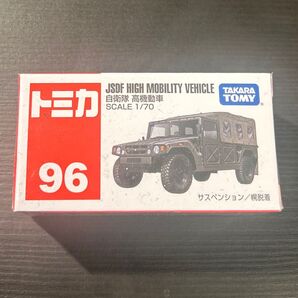 トミカ
96
JSDF HIGH MOBILITY VEHICLE
自衛隊 高機動車
SCALE 1/70
TAKARA
TOMY
サスペンション／幌脱着